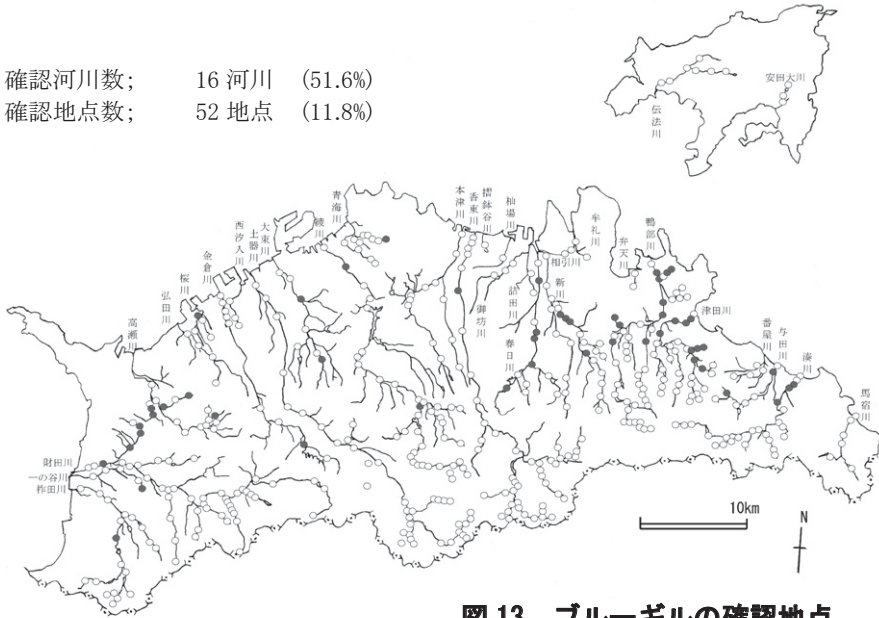 確認河川数;　16 河川　(51.6%)
確認地点数;　52 地点　(11.8%)
安田大川
伝法川
青海川
綾川
大束川
土器川
西汐入川
金倉川
桜川
弘田川
高瀬川
本津川
香東川
摺鉢谷川
杣場川
御坊川
詰田川
春日川
新川
相引川
牟礼川
弁天川
鴨部川
津田川
番屋川
与田川
湊川
馬宿川
財田川
一の谷川
柞田川
10km
N
図 13　ブルーギルの確認地点